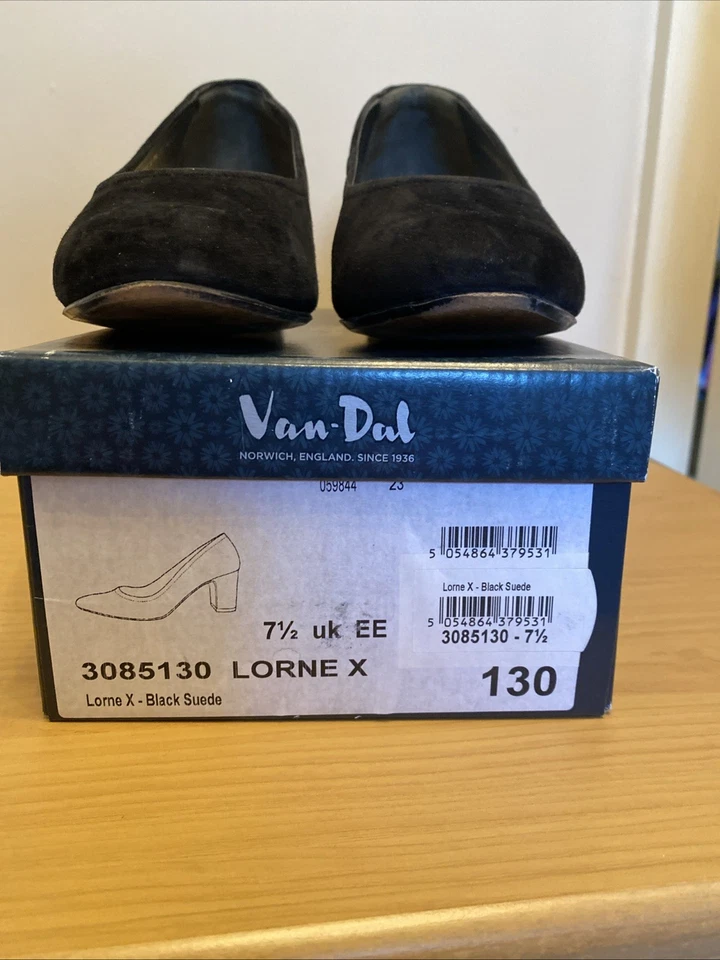 Van-Dal
NORWICH, ENGLAND. SINCE 1936
059844 23
5 054864 379531
Lorne X - Black Suede
5 054864 379531
3085130 - 7½
7½ uk EE
3085130 LORNE X
130
Lorne X - Black Suede